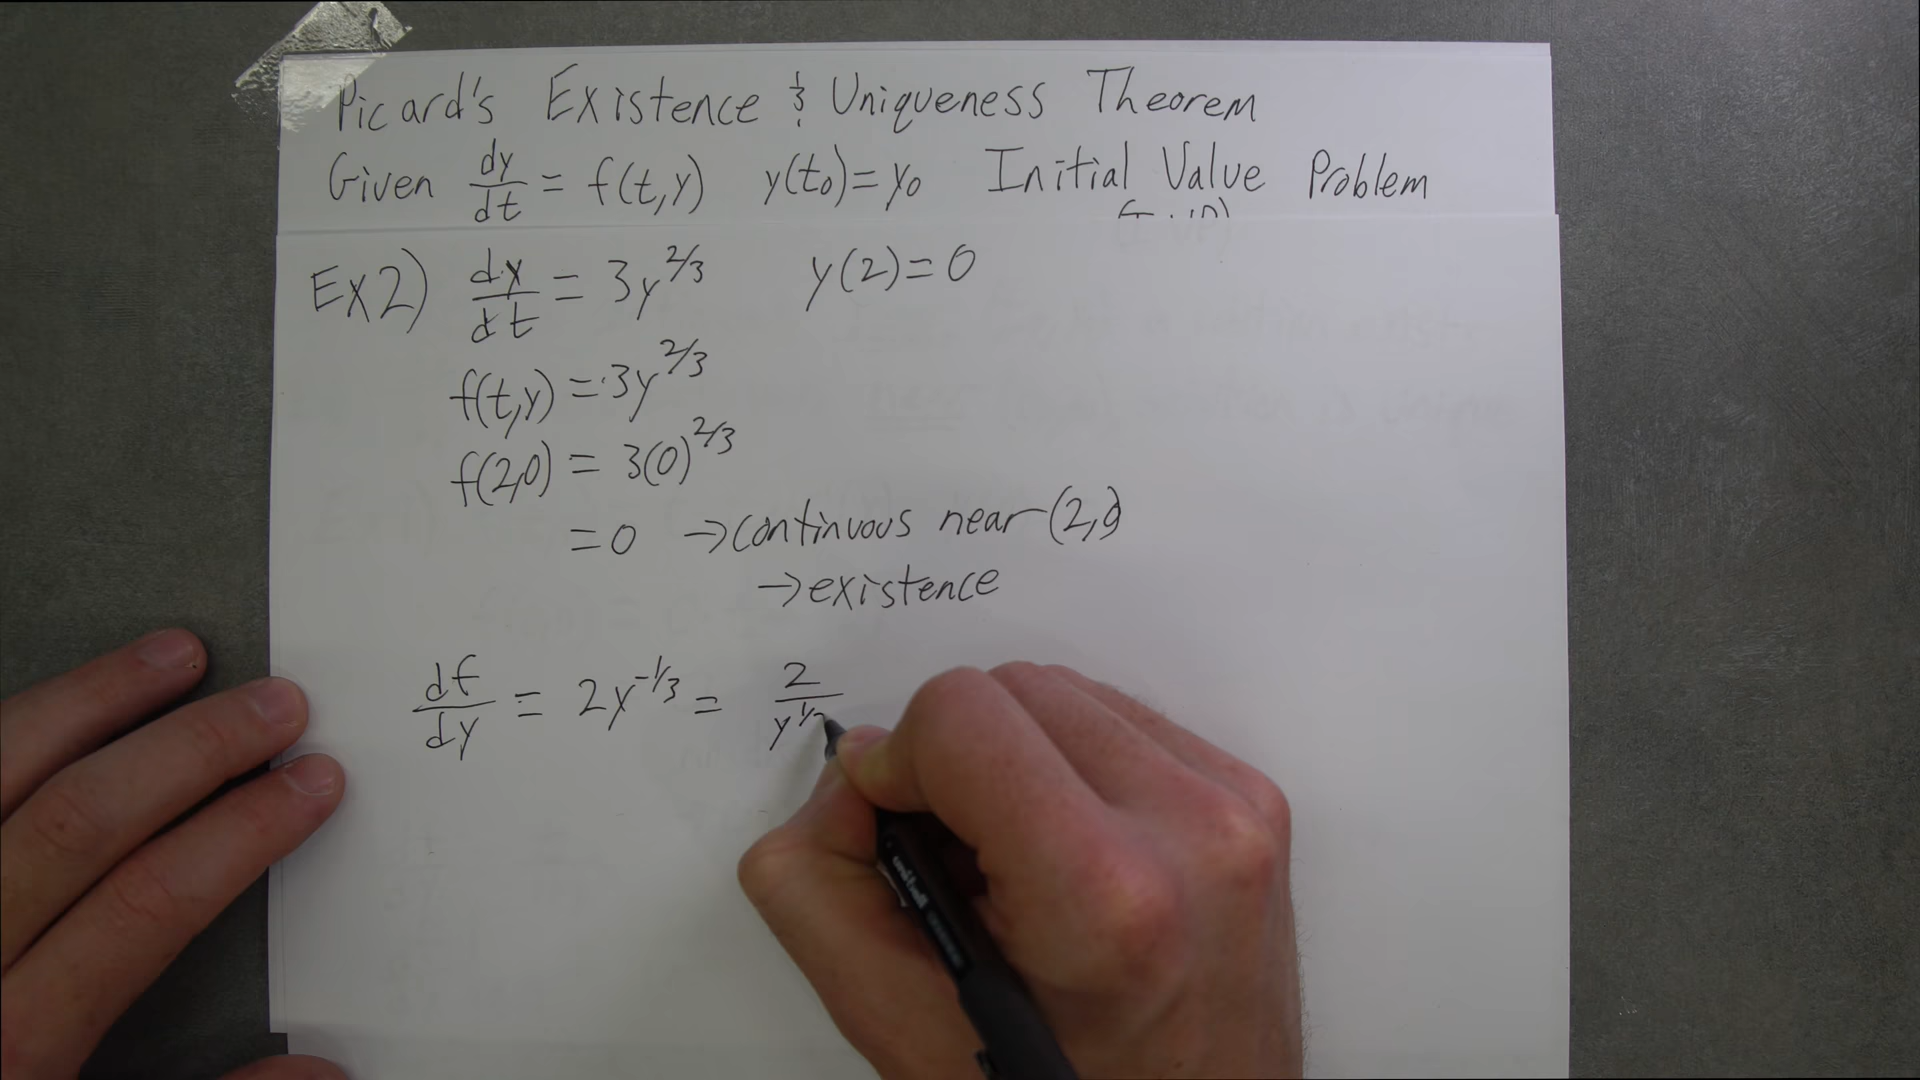 Picard's Existence & Uniqueness Theorem
Given dy/dt = f(t,y) y(t₀)=y₀ Initial Value Problem
Ex2) dy/dt = 3y^2/3 y(2)=0
f(t,y) = 3y^2/3
f(2,0) = 3(0)^2/3
=0 →continuous near (2,0)
→existence
df/dy = 2y^-1/3 = 2/y^1/3